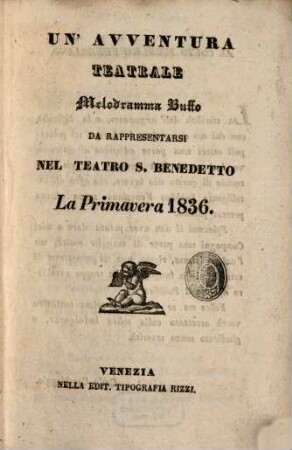 UN' AVVENTURA
TEATRALE
Melodramma Buffo
DA RAPPRESENTARSI
NEL TEATRO S. BENEDETTO
La Primavera 1836.
VENEZIA
NELLA EDIT. TIPOGRAFIA RIZZI.